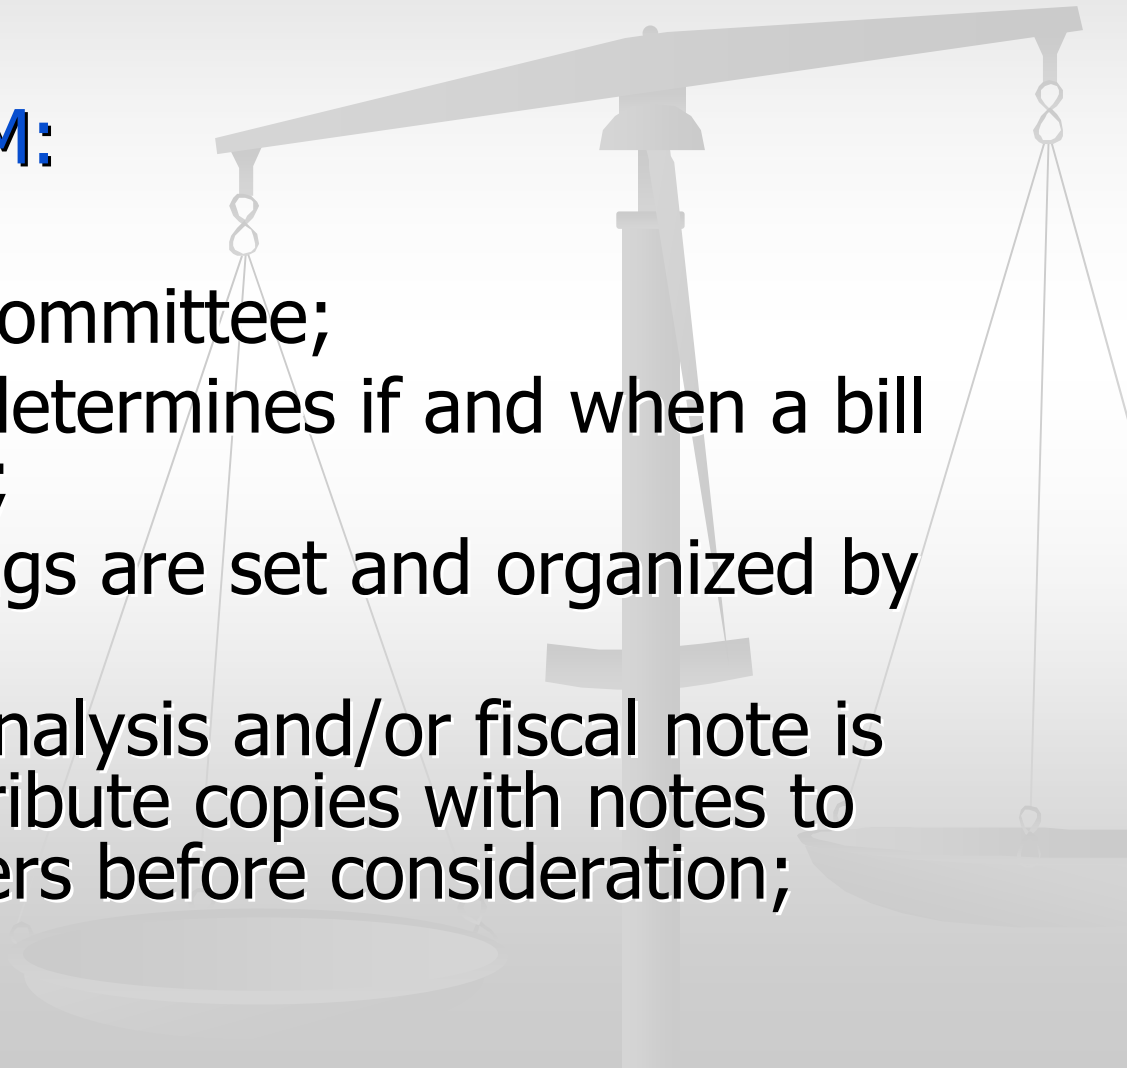 M:
ommittee;
determines if and when a bill
;
gs are set and organized by
nalysis and/or fiscal note is
ribute copies with notes to
ers before consideration;